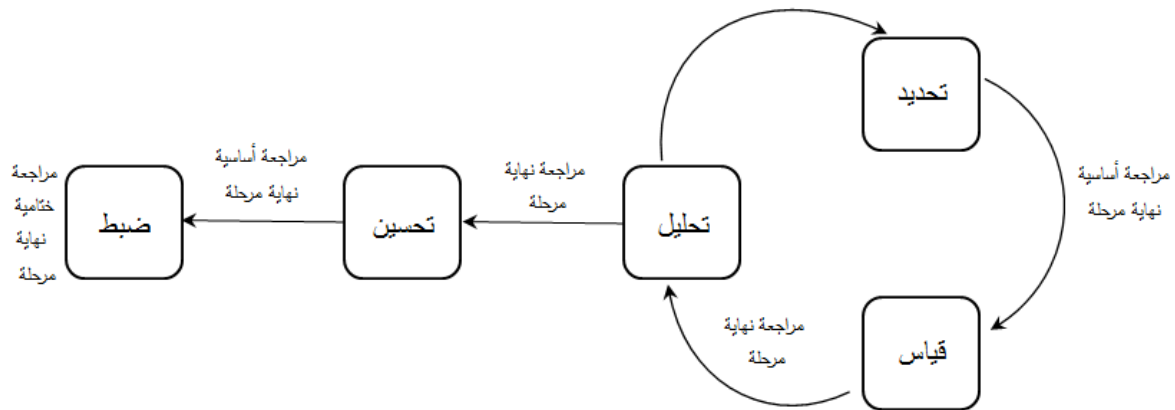 تحديد
مراجعة أساسية
نهاية مرحلة
قياس
مراجعة نهاية
مرحلة
تحليل
مراجعة نهاية
مرحلة
تحسين
مراجعة أساسية
نهاية مرحلة
ضبط
مراجعة
ختامية
نهاية
مرحلة